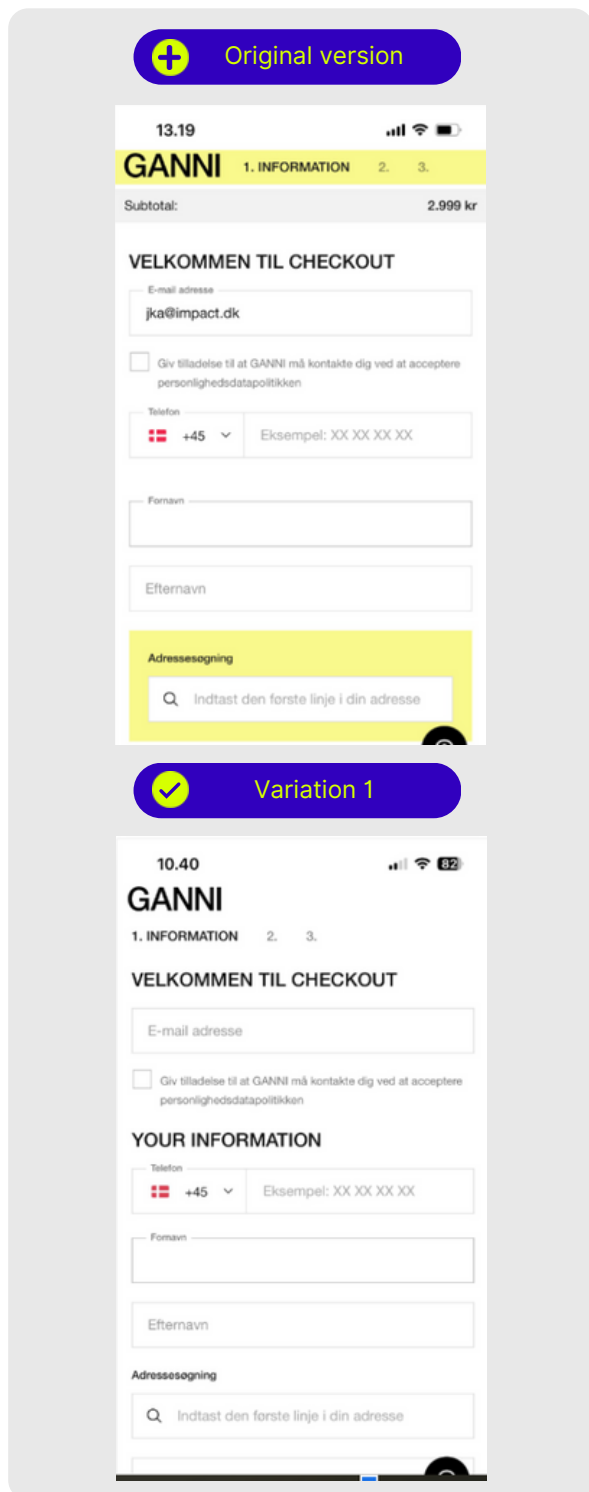 Original version
13.19
GANNI 1. INFORMATION 2. 3.
Subtotal: 2.999 kr
VELKOMMEN TIL CHECKOUT
E-mail adresse
jka@impact.dk
Giv tilladelse til at GANNI må kontakte dig ved at acceptere
personlighedsdatapolitikken
Telefon
+45 Eksempel: XX XX XX XX
Fornavn
Efternavn
Adressesøgning
Indtast den første linje i din adresse
Variation 1
10.40 82
GANNI
1. INFORMATION 2. 3.
VELKOMMEN TIL CHECKOUT
E-mail adresse
Giv tilladelse til at GANNI må kontakte dig ved at acceptere
personlighedsdatapolitikken
YOUR INFORMATION
Telefon
+45 Eksempel: XX XX XX XX
Fornavn
Efternavn
Adressesøgning
Indtast den første linje i din adresse